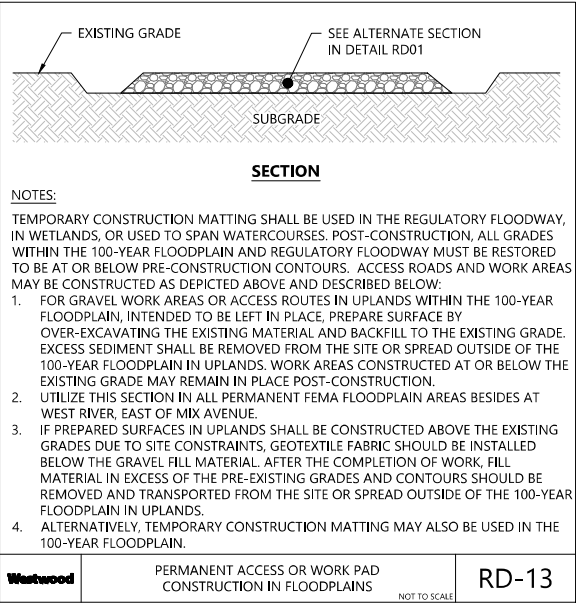 EXISTING GRADE
SEE ALTERNATE SECTION
IN DETAIL RD01
SUBGRADE
SECTION
NOTES:
TEMPORARY CONSTRUCTION MATTING SHALL BE USED IN THE REGULATORY FLOODWAY,
IN WETLANDS, OR USED TO SPAN WATERCOURSES. POST-CONSTRUCTION, ALL GRADES
WITHIN THE 100-YEAR FLOODPLAIN AND REGULATORY FLOODWAY MUST BE RESTORED
TO BE AT OR BELOW PRE-CONSTRUCTION CONTOURS. ACCESS ROADS AND WORK AREAS
MAY BE CONSTRUCTED AS DEPICTED ABOVE AND DESCRIBED BELOW:
1. FOR GRAVEL WORK AREAS OR ACCESS ROUTES IN UPLANDS WITHIN THE 100-YEAR
FLOODPLAIN, INTENDED TO BE LEFT IN PLACE, PREPARE SURFACE BY
OVER-EXCAVATING THE EXISTING MATERIAL AND BACKFILL TO THE EXISTING GRADE.
EXCESS SEDIMENT SHALL BE REMOVED FROM THE SITE OR SPREAD OUTSIDE OF THE
100-YEAR FLOODPLAIN IN UPLANDS. WORK AREAS CONSTRUCTED AT OR BELOW THE
EXISTING GRADE MAY REMAIN IN PLACE POST-CONSTRUCTION.
2. UTILIZE THIS SECTION IN ALL PERMANENT FEMA FLOODPLAIN AREAS BESIDES AT
WEST RIVER, EAST OF MIX AVENUE.
3. IF PREPARED SURFACES IN UPLANDS SHALL BE CONSTRUCTED ABOVE THE EXISTING
GRADES DUE TO SITE CONSTRAINTS, GEOTEXTILE FABRIC SHOULD BE INSTALLED
BELOW THE GRAVEL FILL MATERIAL. AFTER THE COMPLETION OF WORK, FILL
MATERIAL IN EXCESS OF THE PRE-EXISTING GRADES AND CONTOURS SHOULD BE
REMOVED AND TRANSPORTED FROM THE SITE OR SPREAD OUTSIDE OF THE 100-YEAR
FLOODPLAIN IN UPLANDS.
4. ALTERNATIVELY, TEMPORARY CONSTRUCTION MATTING MAY ALSO BE USED IN THE
100-YEAR FLOODPLAIN.
Westwood
PERMANENT ACCESS OR WORK PAD
CONSTRUCTION IN FLOODPLAINS
NOT TO SCALE
RD-13